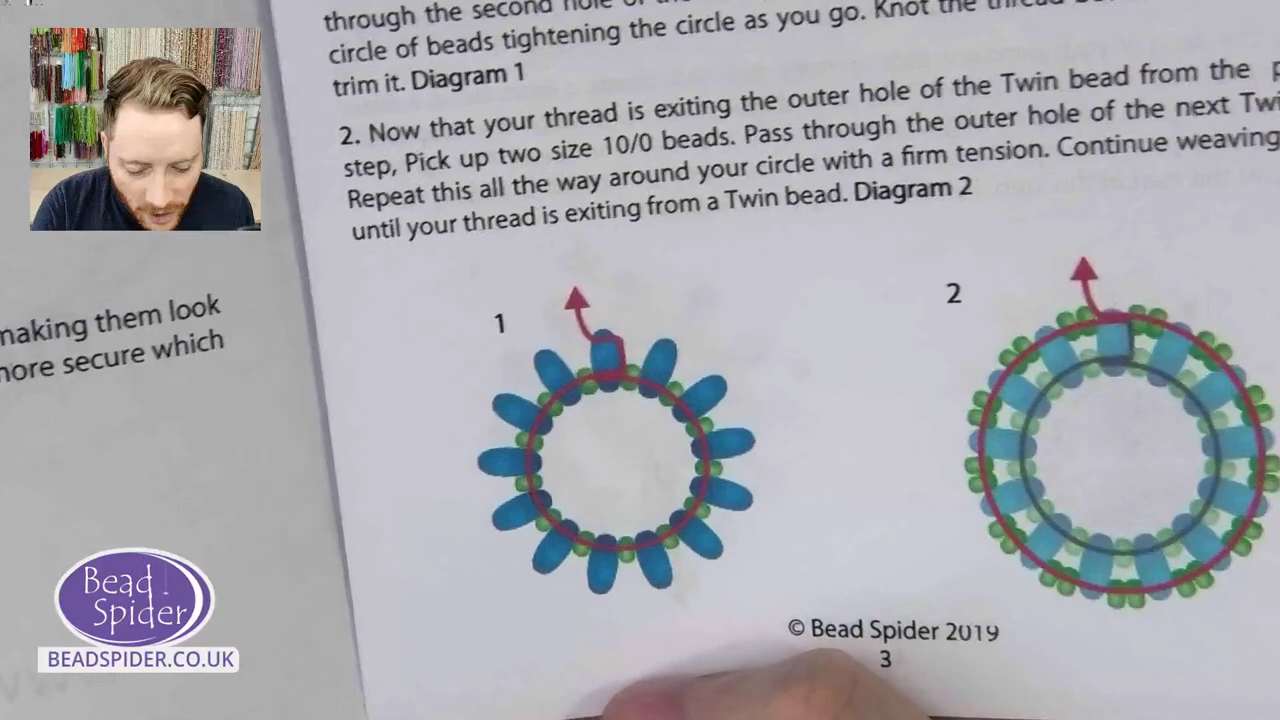 through the second hole of the
circle of beads tightening the circle as you go. Knot the thread
trim it. Diagram 1
2. Now that your thread is exiting the outer hole of the Twin bead from the
step, Pick up two size 10/0 beads. Pass through the outer hole of the next
Repeat this all the way around your circle with a firm tension. Continue weaving
until your thread is exiting from a Twin bead. Diagram 2
making them look
more secure which
1
2
Bead
Spider
BEADSPIDER.CO.UK
© Bead Spider 2019
3